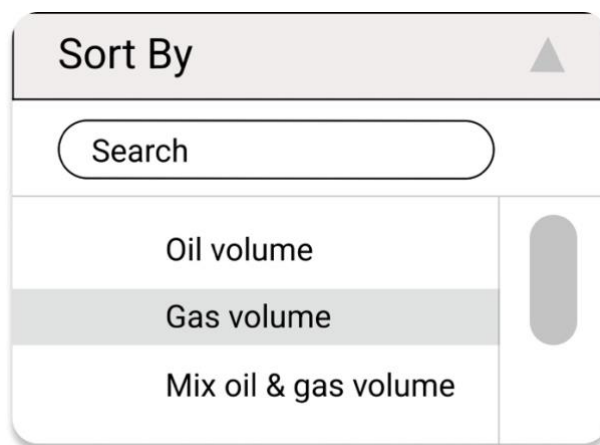 Sort By
Search
Oil volume
Gas volume
Mix oil & gas volume